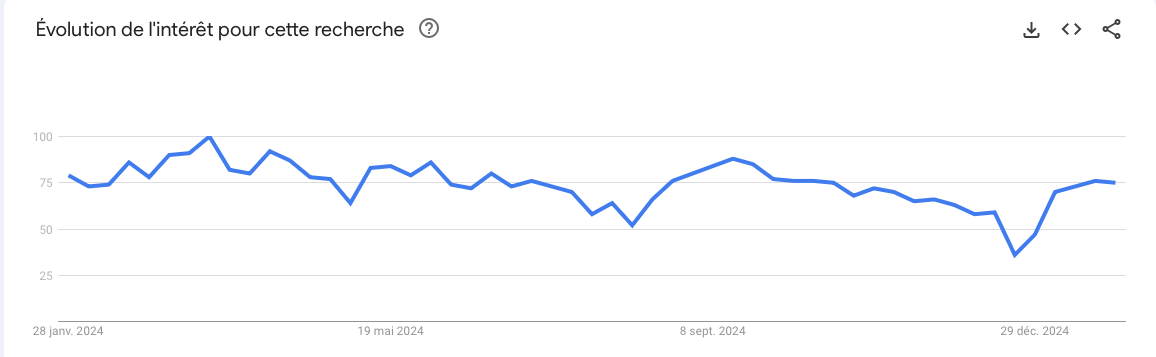 Évolution de l'intérêt pour cette recherche ?
100
75
50
25
28 janv. 2024 19 mai 2024 8 sept. 2024 29 déc. 2024